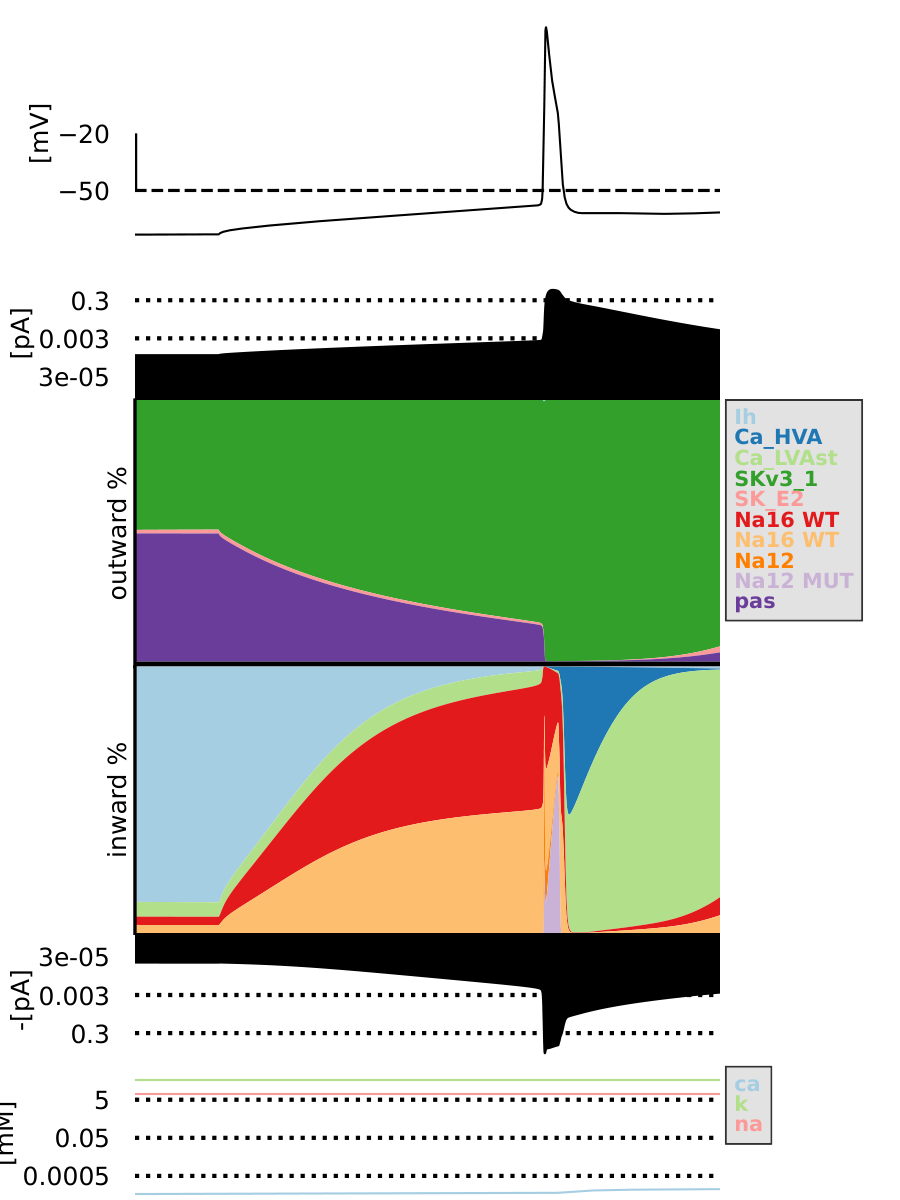 [mV]
−20
−50
[pA]
0.3
0.003
3e-05
outward %
Ih
Ca_HVA
Ca_LVAst
SKv3_1
SK_E2
Na16 WT
Na16 WT
Na12
Na12 MUT
pas
inward %
-[pA]
3e-05
0.003
0.3
[mM]
5
0.05
0.0005
ca
k
na